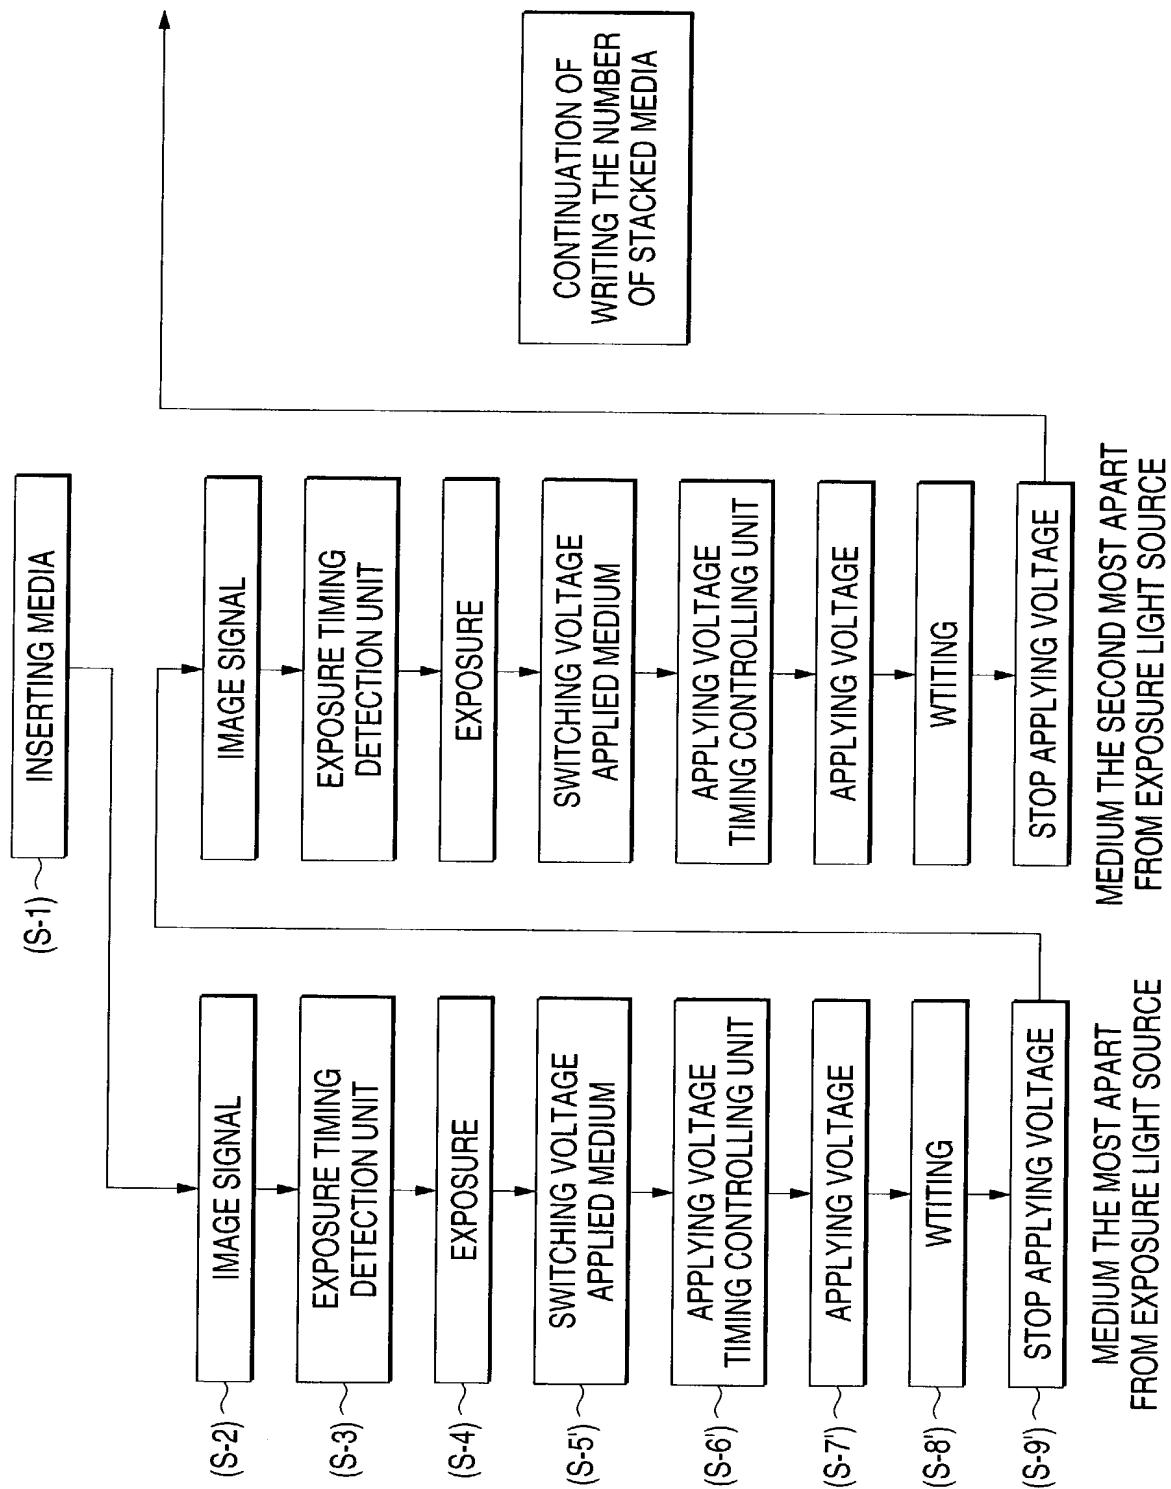 (S-1)
INSERTING MEDIA
(S-2)
IMAGE SIGNAL
(S-3)
EXPOSURE TIMING
DETECTION UNIT
(S-4)
EXPOSURE
(S-5')
SWITCHING VOLTAGE
APPLIED MEDIUM
(S-6')
APPLYING VOLTAGE
TIMING CONTROLLING UNIT
(S-7')
APPLYING VOLTAGE
(S-8')
WTITING
(S-9')
STOP APPLYING VOLTAGE
MEDIUM THE MOST APART
FROM EXPOSURE LIGHT SOURCE
IMAGE SIGNAL
EXPOSURE TIMING
DETECTION UNIT
EXPOSURE
SWITCHING VOLTAGE
APPLIED MEDIUM
APPLYING VOLTAGE
TIMING CONTROLLING UNIT
APPLYING VOLTAGE
WTITING
STOP APPLYING VOLTAGE
MEDIUM THE SECOND MOST APART
FROM EXPOSURE LIGHT SOURCE
CONTINUATION OF
WRITING THE NUMBER
OF STACKED MEDIA